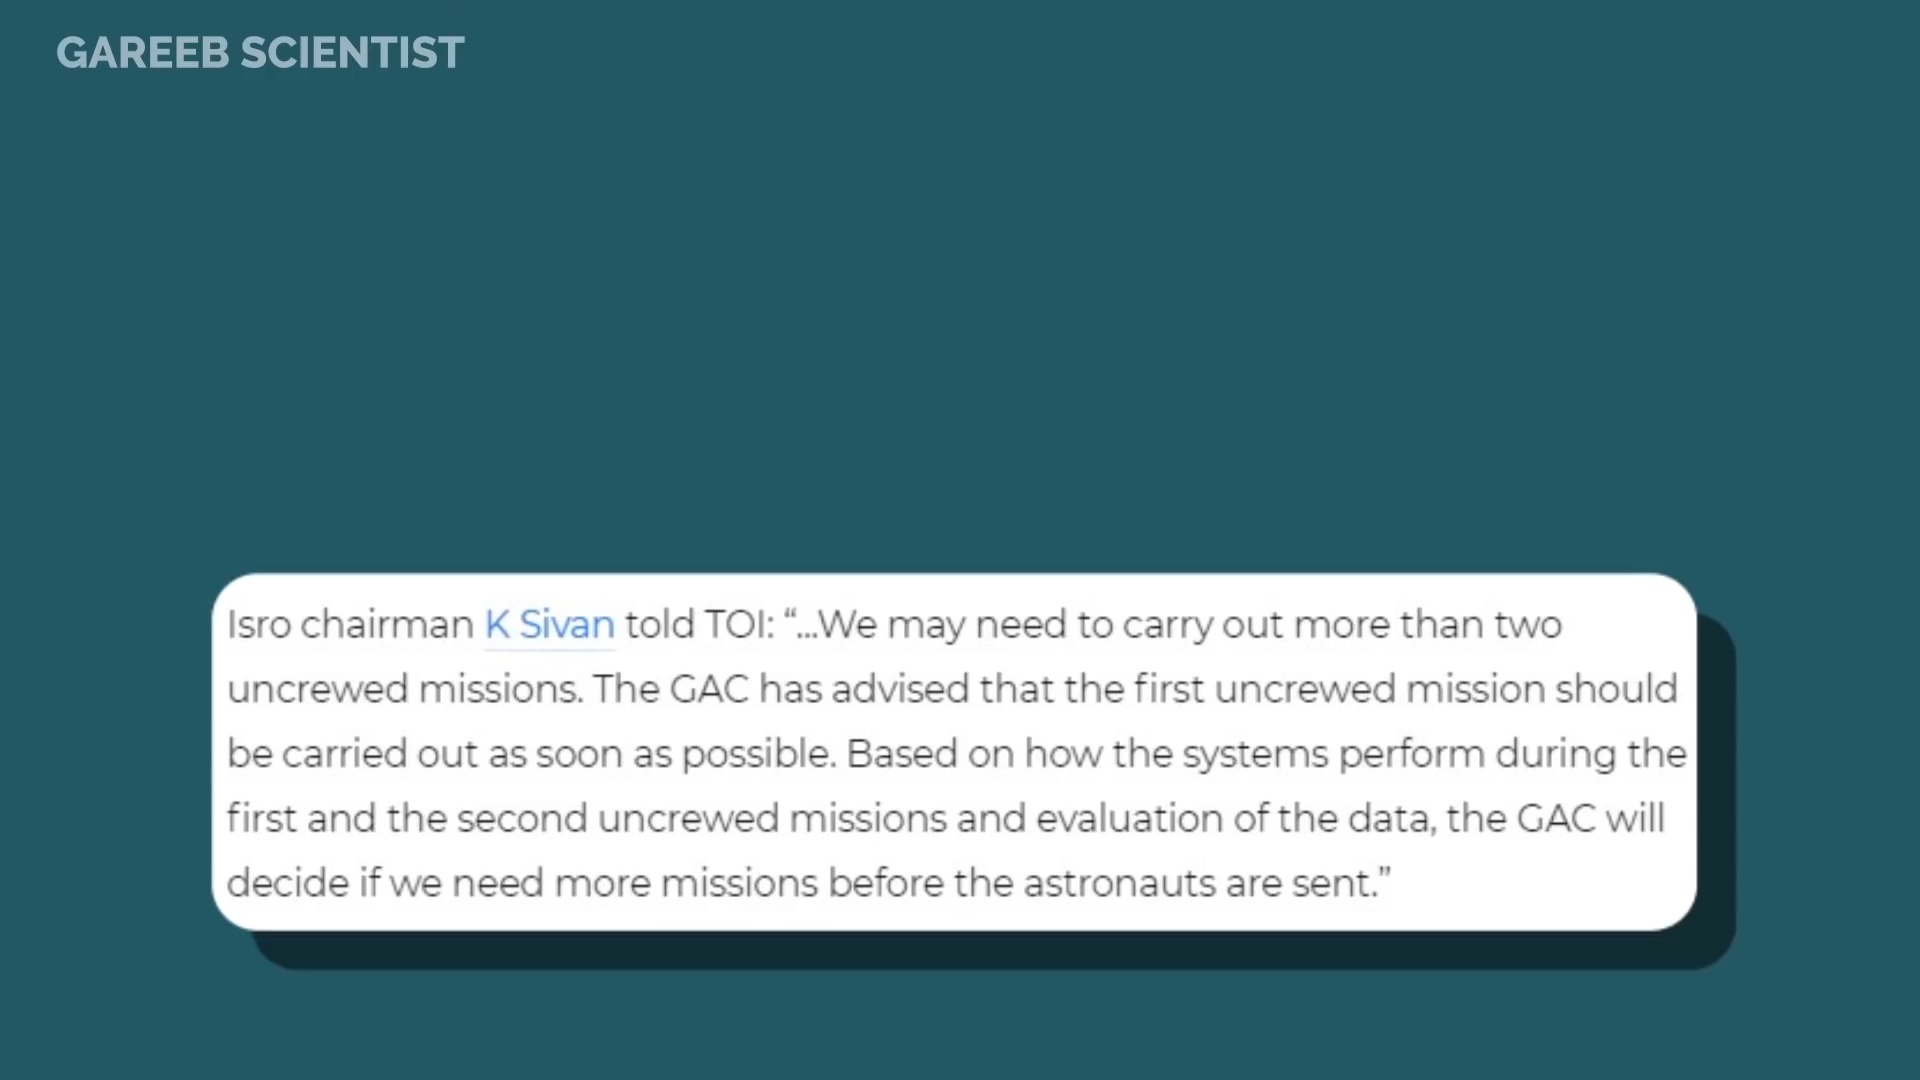 GAREEB SCIENTIST
Isro chairman K Sivan told TOI: “...We may need to carry out more than two
uncrewed missions. The GAC has advised that the first uncrewed mission should
be carried out as soon as possible. Based on how the systems perform during the
first and the second uncrewed missions and evaluation of the data, the GAC will
decide if we need more missions before the astronauts are sent.”